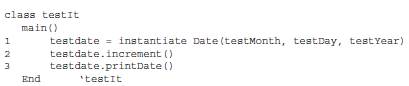 class testIt
main()
1 testdate = instantiate Date(testMonth, testDay, testYear)
2 testdate.increment()
3 testdate.printDate()
End 'testIt